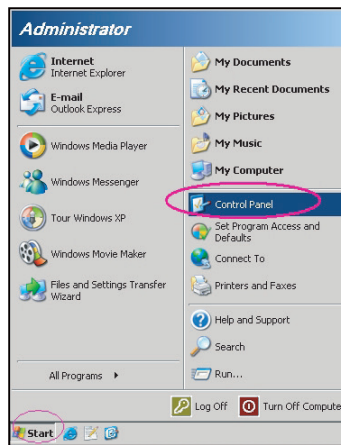 Administrator
Internet
Internet Explorer
E-mail
Outlook Express
Windows Media Player
Windows Messenger
Tour Windows XP
Windows Movie Maker
Files and Settings Transfer
Wizard
All Programs
My Documents
My Recent Documents
My Pictures
My Music
My Computer
Control Panel
Set Program Access and
Defaults
Connect To
Printers and Faxes
Help and Support
Search
Run...
Log Off
Turn Off Compute
Start